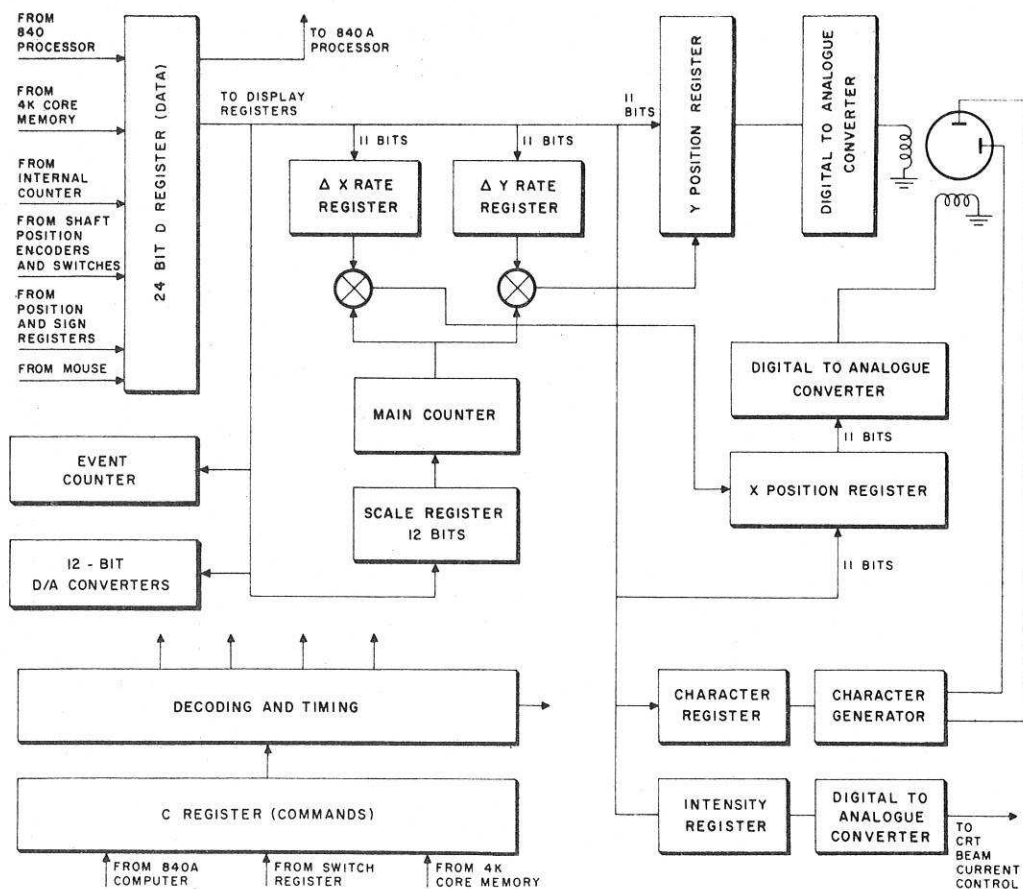 FROM
840
PROCESSOR
FROM
4K CORE
MEMORY
FROM
INTERNAL
COUNTER
FROM SHAFT
POSITION
ENCODERS
AND SWITCHES
FROM
POSITION
AND SIGN
REGISTERS
FROM MOUSE
24 BIT D REGISTER (DATA)
TO 840A
PROCESSOR
TO DISPLAY
REGISTERS
11 BITS
Δ X RATE
REGISTER
11 BITS
Δ Y RATE
REGISTER
11
BITS
Y POSITION REGISTER
DIGITAL TO ANALOGUE
CONVERTER
MAIN COUNTER
SCALE REGISTER
12 BITS
DIGITAL TO ANALOGUE
CONVERTER
11 BITS
X POSITION REGISTER
11 BITS
EVENT
COUNTER
12 - BIT
D/A CONVERTERS
DECODING AND TIMING
C REGISTER (COMMANDS)
FROM 840A
COMPUTER
FROM SWITCH
REGISTER
FROM 4K
CORE MEMORY
CHARACTER
REGISTER
CHARACTER
GENERATOR
INTENSITY
REGISTER
DIGITAL TO
ANALOGUE
CONVERTER
TO
CRT
BEAM
CURRENT
CONTROL